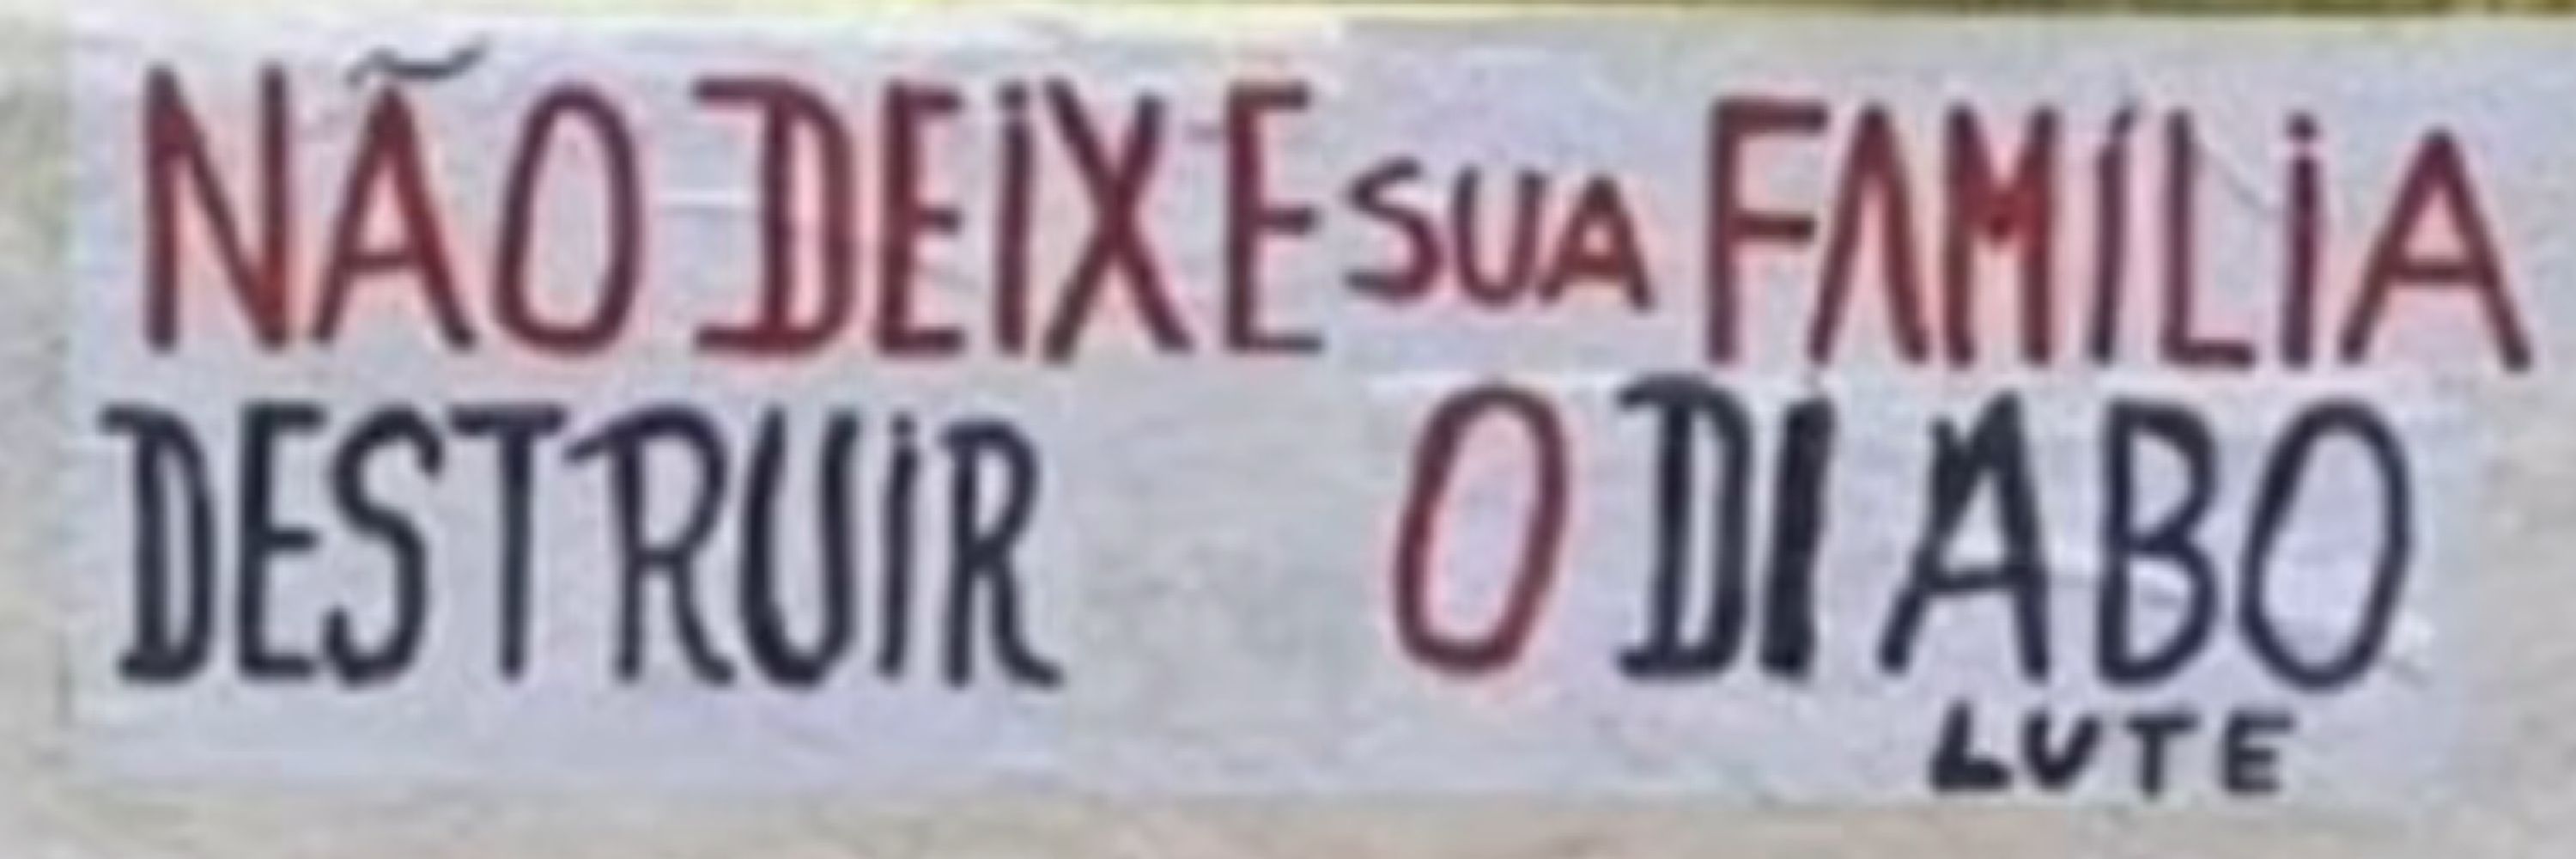 NÃO DEIXE SUA FAMÍLIA
DESTRUIR O DIABO
LUTE